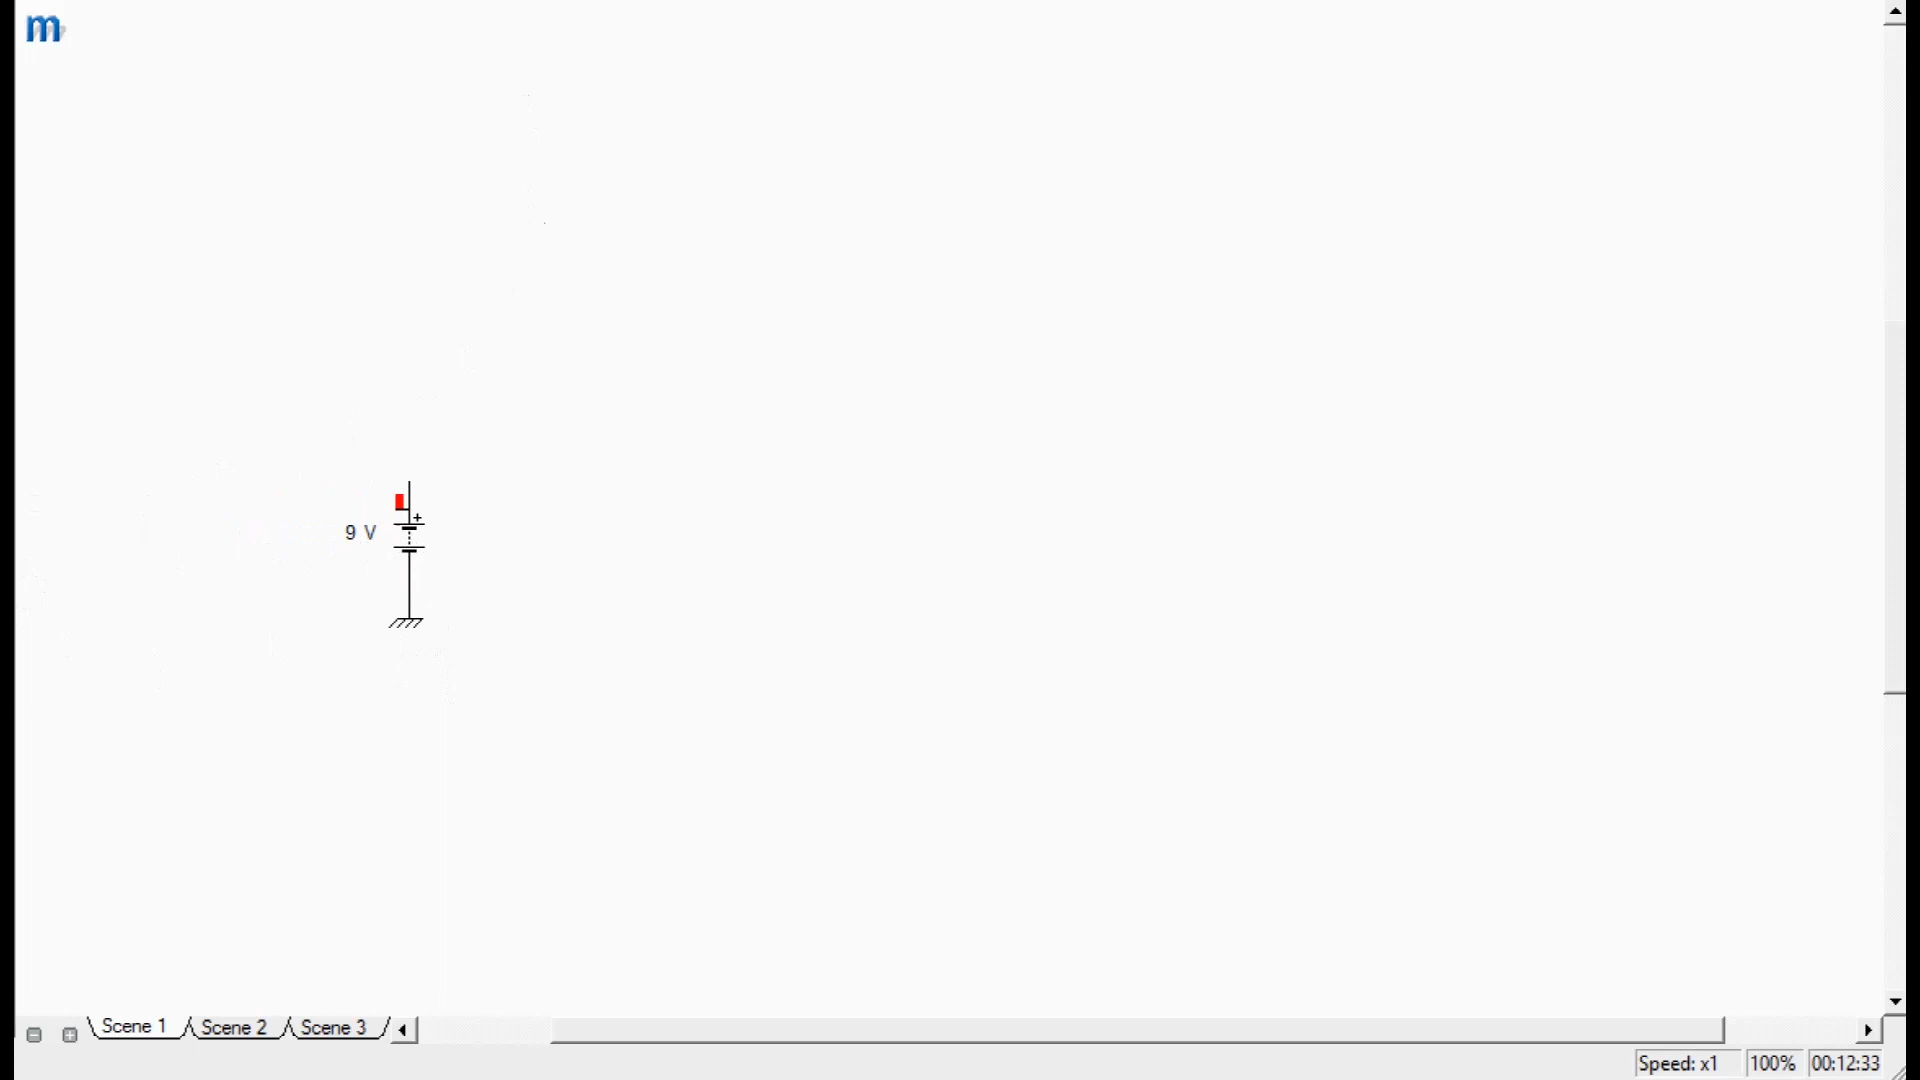 m
+
9 V
Scene 1 Scene 2 Scene 3
Speed: x1 100% 00:12:33